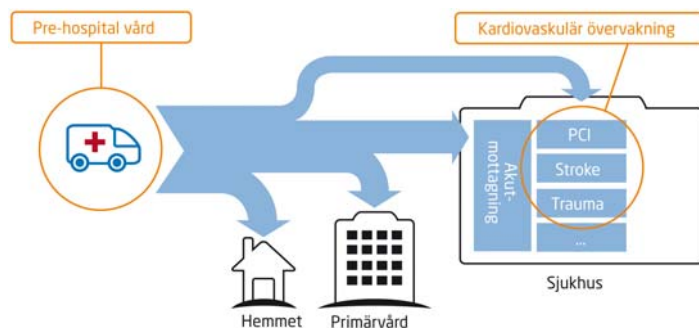 Pre-hospital vård
Kardiovaskulär övervakning
Akut-
mottagning
PCI
Stroke
Trauma
...
Sjukhus
Hemmet
Primärvård